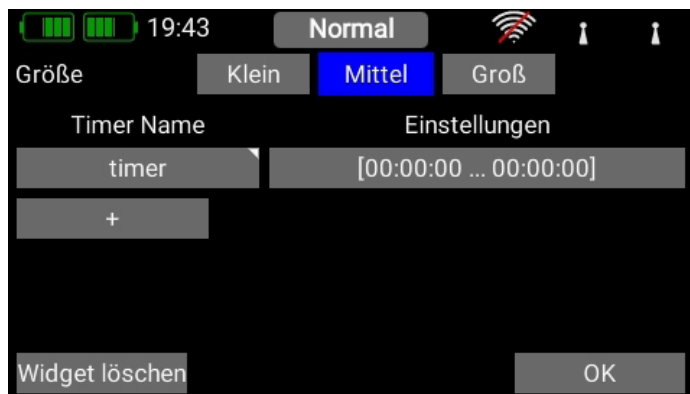 19:43 Normal
Größe Klein Mittel Groß
Timer Name Einstellungen
timer [00:00:00 ... 00:00:00]
+
Widget löschen OK